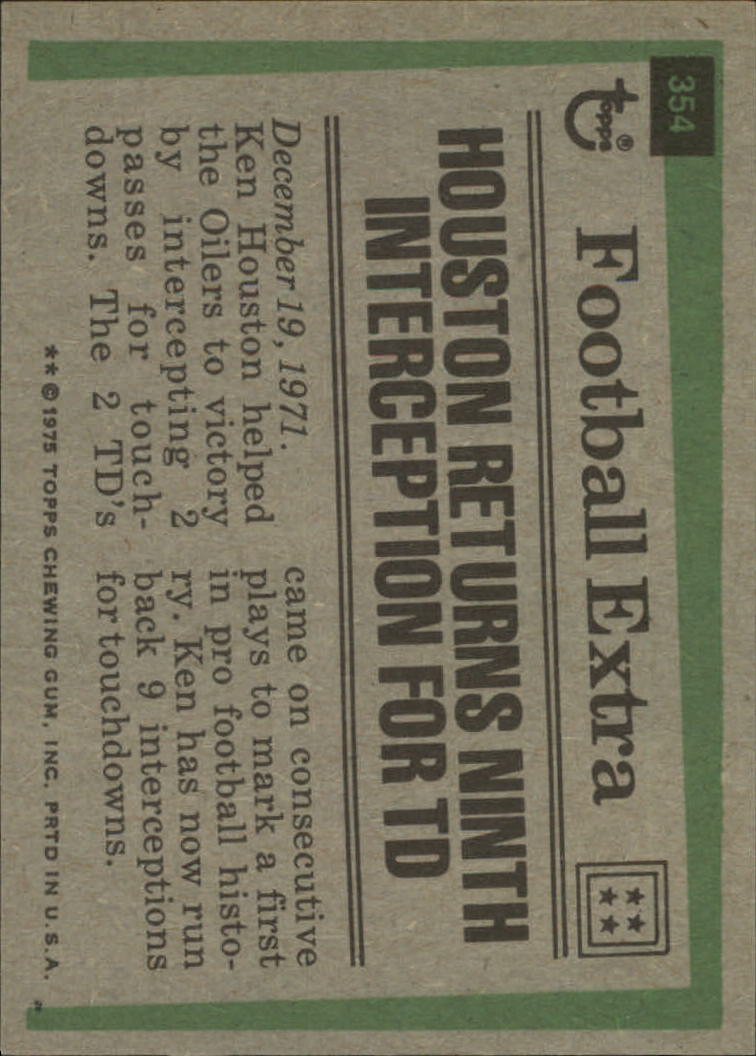 354
Topps®
Football Extra
HOUSTON RETURNS NINTH
INTERCEPTION FOR TD
December 19, 1971.
Ken Houston helped
the Oilers to victory
by intercepting 2
passes for touch-
downs. The 2 TD's
came on consecutive
plays to mark a first
in pro football histo-
ry. Ken has now run
back 9 interceptions
for touchdowns.
** © 1975 TOPPS CHEWING GUM, INC. PRTD IN U.S.A.